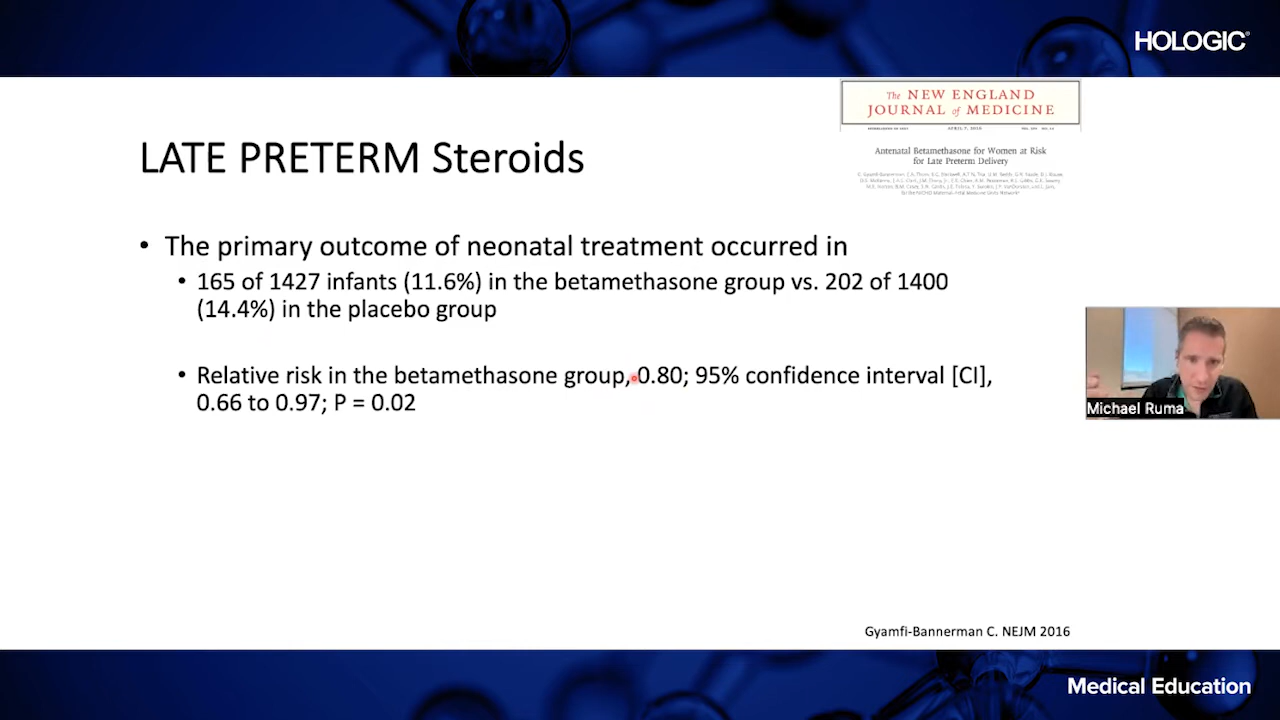 HOLOGIC®
The NEW ENGLAND
JOURNAL of MEDICINE
APRIL 7, 2016
Antenatal Betamethasone for Women at Risk
for Late Preterm Delivery
LATE PRETERM Steroids
• The primary outcome of neonatal treatment occurred in
• 165 of 1427 infants (11.6%) in the betamethasone group vs. 202 of 1400
(14.4%) in the placebo group
• Relative risk in the betamethasone group, 0.80; 95% confidence interval [CI],
0.66 to 0.97; P = 0.02
Michael Ruma
Gyamfi-Bannerman C. NEJM 2016
Medical Education